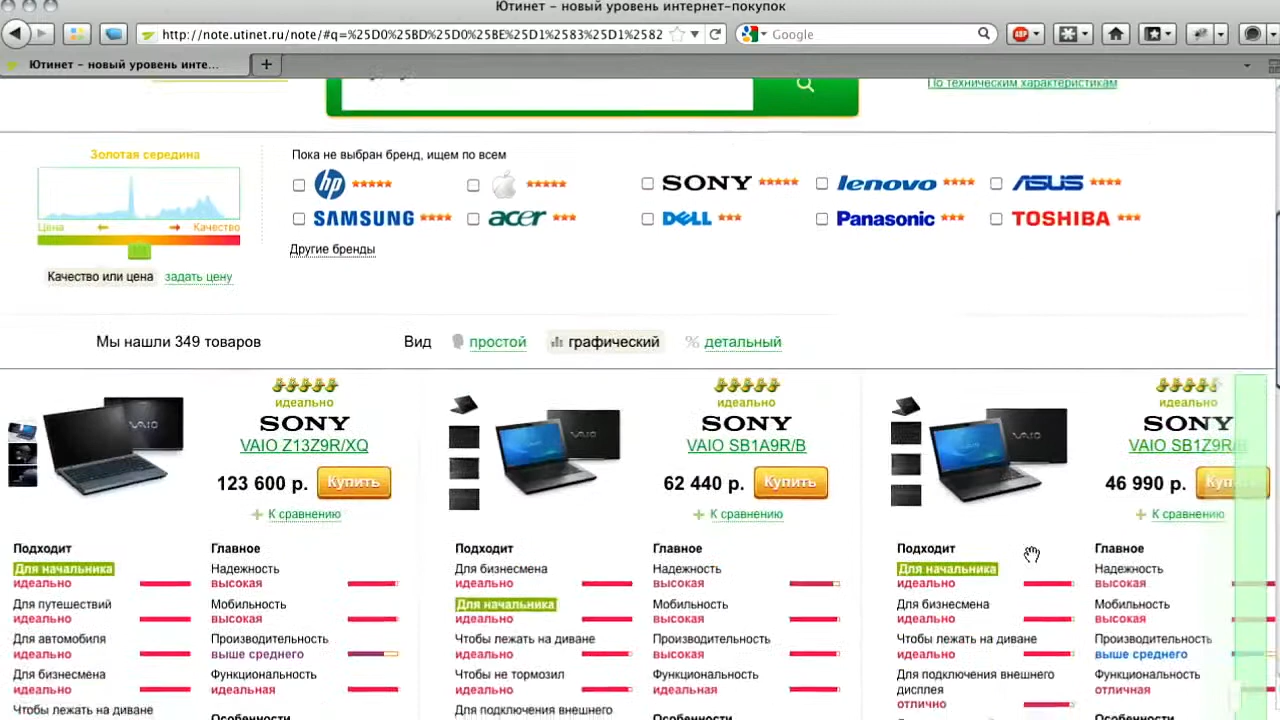 Ютинет – новый уровень интернет–покупок
http://note.utinet.ru/note/#q=%25D0%25BD%25D0%25BE%25D1%2583%25D1%2582
Google
ABP
Ютинет – новый уровень инте...
По техническим характеристикам
Золотая середина
Пока не выбран бренд, ищем по всем
hp
SONY
lenovo
ASUS
Цена
Качество
SAMSUNG
acer
DELL
Panasonic
TOSHIBA
Другие бренды
Качество или цена
задать цену
Мы нашли 349 товаров
Вид
простой
графический
% детальный
идеально
SONY
VAIO Z13Z9R/XQ
123 600 р.
Купить
+ К сравнению
Подходит
Главное
Для начальника
идеально
Надежность
высокая
Для путешествий
идеально
Мобильность
высокая
Для автомобиля
идеально
Производительность
выше среднего
Для бизнесмена
идеально
Функциональность
идеальная
Чтобы лежать на диване
Особенности
VAIO
идеально
SONY
VAIO SB1A9R/B
62 440 р.
Купить
+ К сравнению
Подходит
Главное
Для бизнесмена
идеально
Надежность
высокая
Для начальника
идеально
Мобильность
высокая
Чтобы лежать на диване
идеально
Производительность
высокая
Чтобы не тормозил
идеально
Функциональность
идеальная
Для подключения внешнего
Особенности
VAIO
идеально
SONY
VAIO SB1Z9R/B
46 990 р.
Купить
+ К сравнению
Подходит
Главное
Для начальника
идеально
Надежность
высокая
Для бизнесмена
идеально
Мобильность
высокая
Чтобы лежать на диване
идеально
Производительность
выше среднего
Для подключения внешнего
дисплея
отлично
Функциональность
отличная
Особенности
VAIO